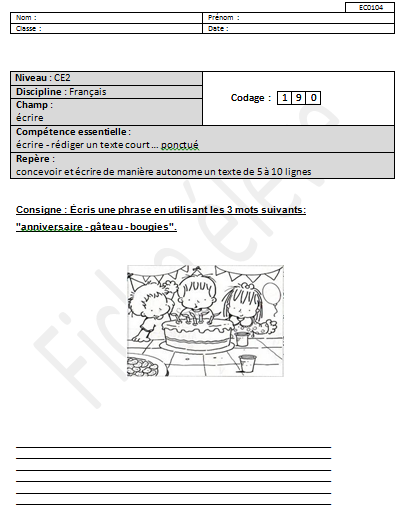 EC0104
Nom : Prénom :
Classe : Date :
Niveau : CE2
Discipline : Français
Champ :
écrire
Codage : 1 9 0
Compétence essentielle :
écrire - rédiger un texte court ... ponctué
Repère :
concevoir et écrire de manière autonome un texte de 5 à 10 lignes
Consigne : Écris une phrase en utilisant les 3 mots suivants:
"anniversaire - gâteau - bougies".
Fiche élève